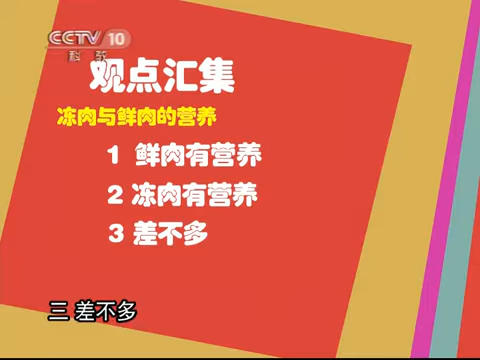 CCTV 10
科教
观点汇集
冻肉与鲜肉的营养
1 鲜肉有营养
2 冻肉有营养
3 差不多
三 差不多